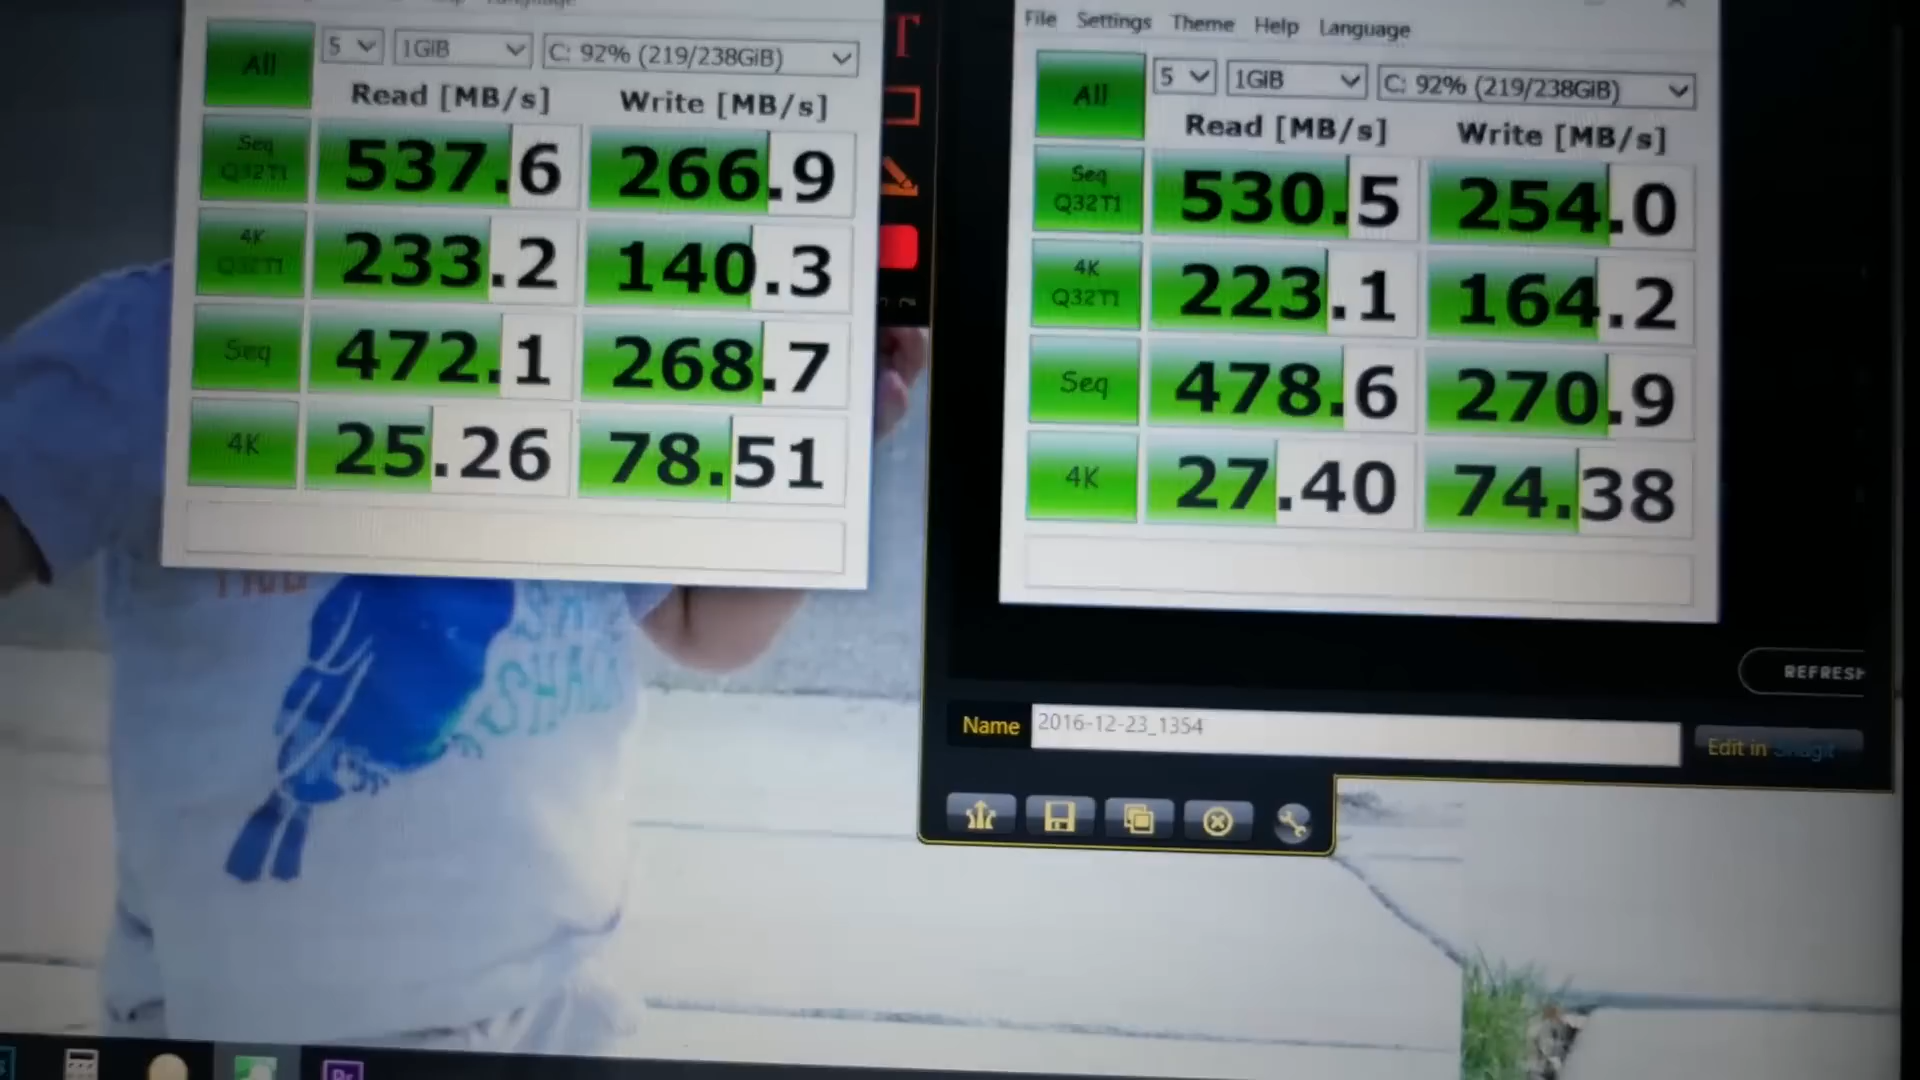 Language
All
5
1GiB
C: 92% (219/238GiB)
Read [MB/s]
Write [MB/s]
Seq
Q32T1
537.6
266.9
4K
Q32T1
233.2
140.3
Seq
472.1
268.7
4K
25.26
78.51
T
File Settings Theme Help Language
All
5
1GiB
C: 92% (219/238GiB)
Read [MB/s]
Write [MB/s]
Seq
Q32T1
530.5
254.0
4K
Q32T1
223.1
164.2
Seq
478.6
270.9
4K
27.40
74.38
REFRESH
Name
2016-12-23_1354
Edit in Snagit
Pr